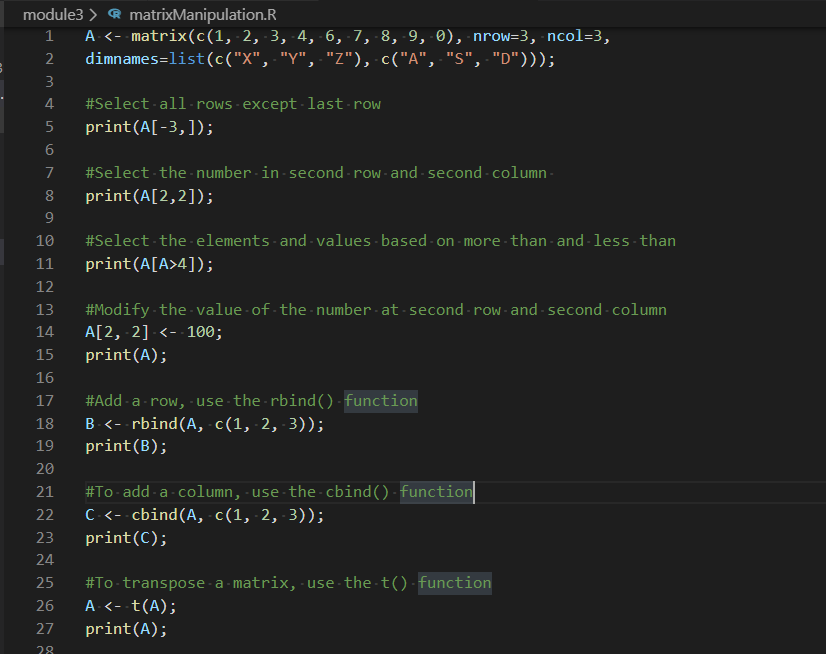 module3 > matrixManipulation.R
1 A <- matrix(c(1, 2, 3, 4, 6, 7, 8, 9, 0), nrow=3, ncol=3,
2 dimnames=list(c("X", "Y", "Z"), c("A", "S", "D")));
3
4 #Select all rows except last row
5 print(A[-3,]);
6
7 #Select the number in second row and second column
8 print(A[2,2]);
9
10 #Select the elements and values based on more than and less than
11 print(A[A>4]);
12
13 #Modify the value of the number at second row and second column
14 A[2, 2] <- 100;
15 print(A);
16
17 #Add a row, use the rbind() function
18 B <- rbind(A, c(1, 2, 3));
19 print(B);
20
21 #To add a column, use the cbind() function
22 C <- cbind(A, c(1, 2, 3));
23 print(C);
24
25 #To transpose a matrix, use the t() function
26 A <- t(A);
27 print(A);
28